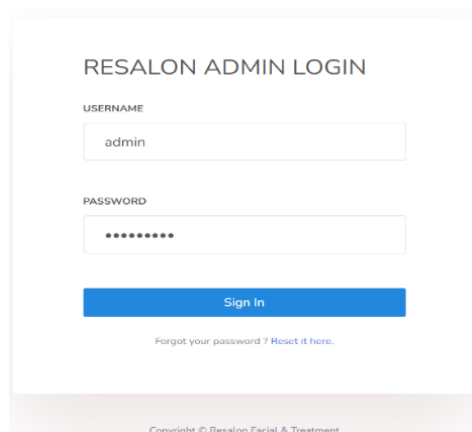 RESALON ADMIN LOGIN
USERNAME
admin
PASSWORD
•••••••••
Sign In
Forgot your password ? Reset it here.
Copyright © Resalon Facial & Treatment